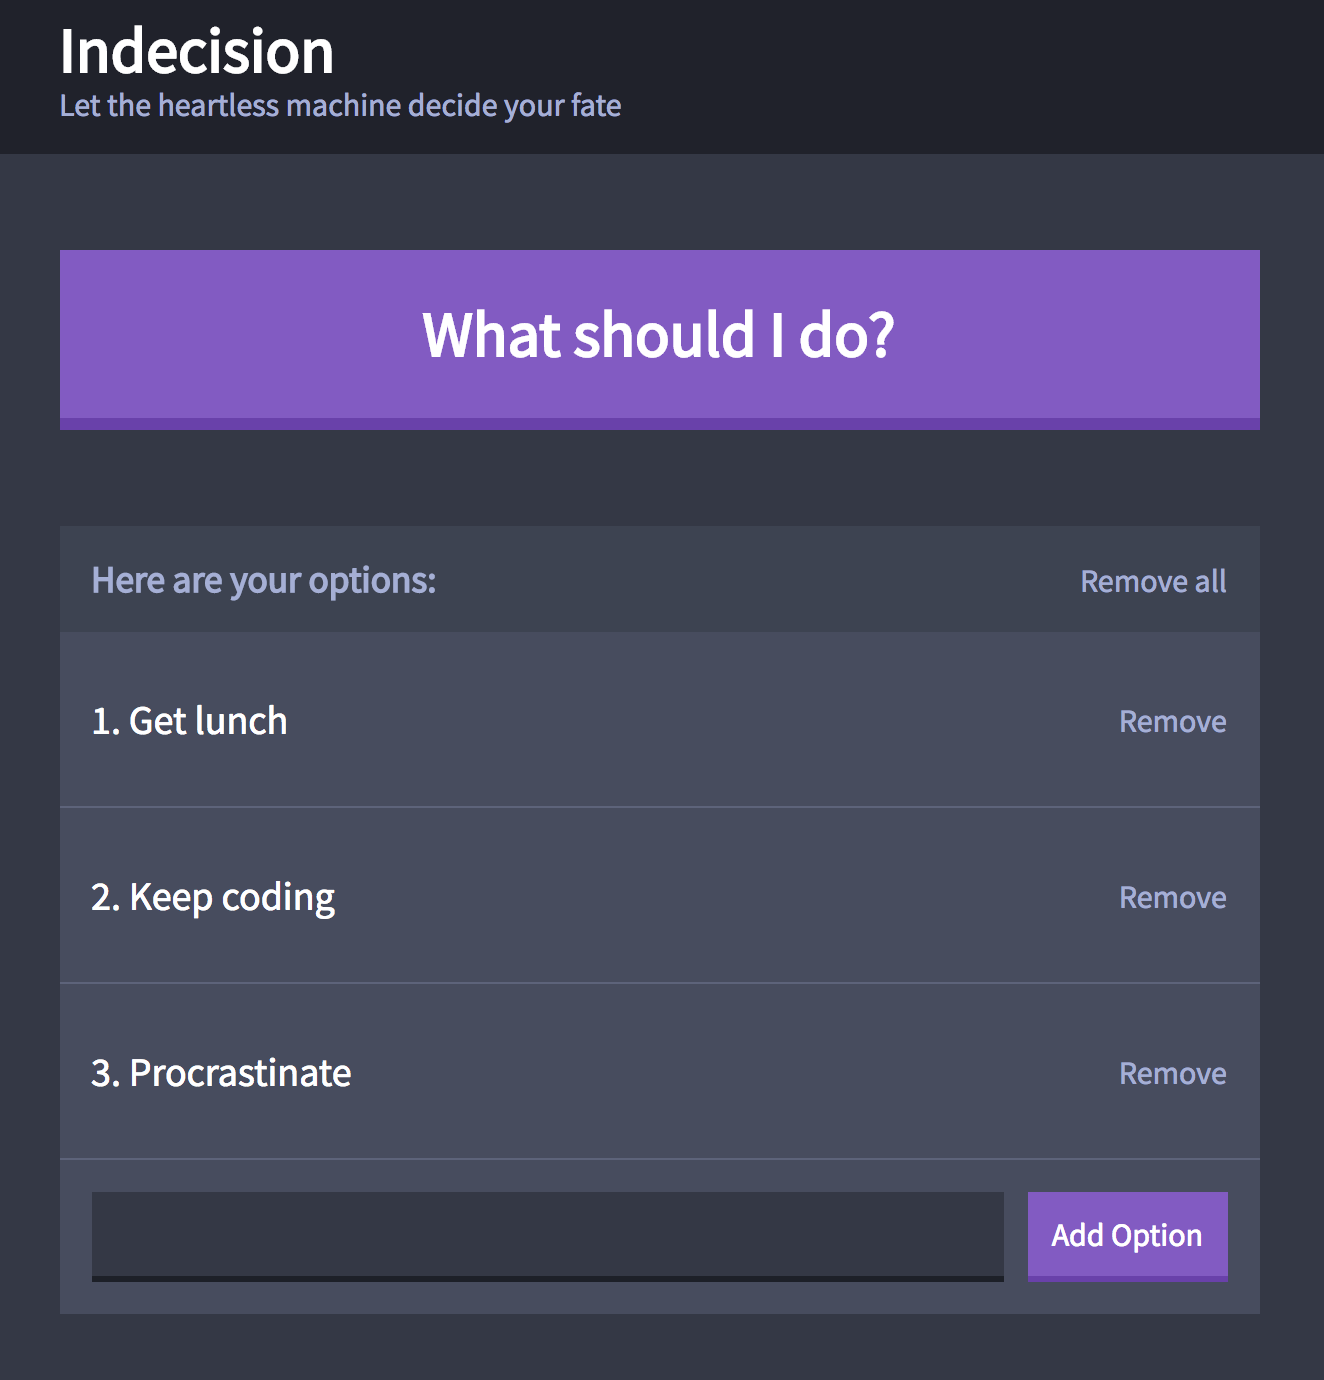 Indecision
Let the heartless machine decide your fate
What should I do?
Here are your options:
Remove all
1. Get lunch
Remove
2. Keep coding
Remove
3. Procrastinate
Remove
Add Option